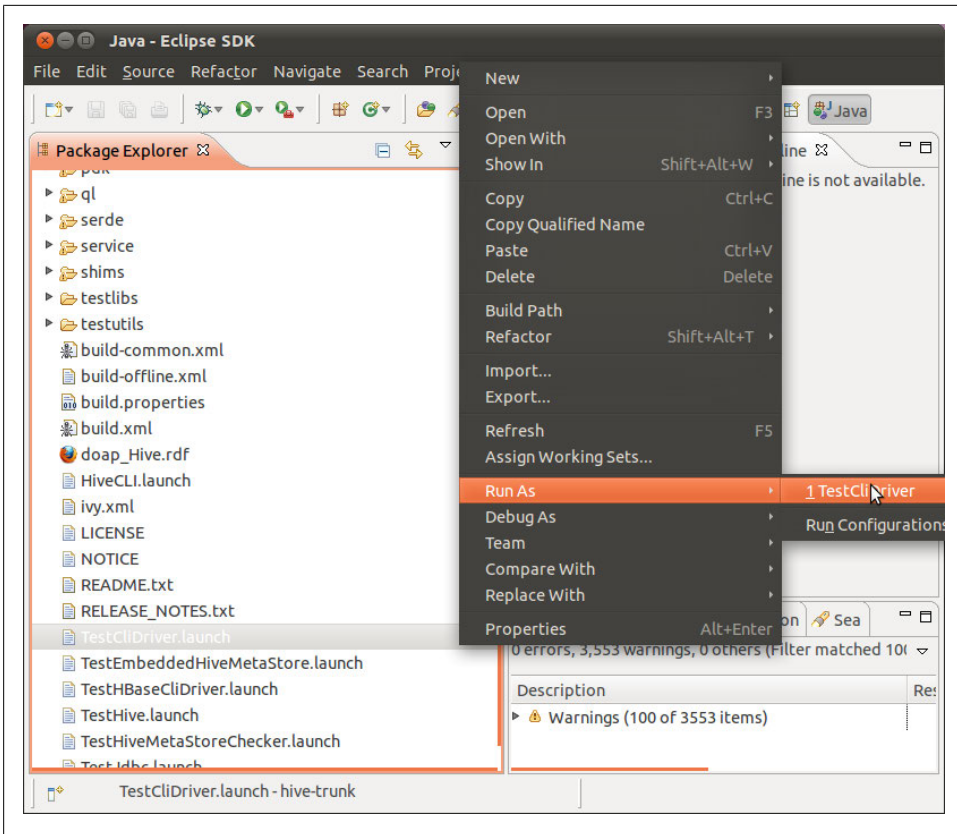 Java - Eclipse SDK
File Edit Source Refactor Navigate Search
Java
Package Explorer
ql
serde
service
shims
testlibs
testutils
build-common.xml
build-offline.xml
build.properties
build.xml
doap_Hive.rdf
HiveCLI.launch
ivy.xml
LICENSE
NOTICE
README.txt
RELEASE_NOTES.txt
TestCliDriver.launch
TestEmbeddedHiveMetaStore.launch
TestHBaseCliDriver.launch
TestHive.launch
TestHiveMetaStoreChecker.launch
New
Open F3
Open With
Show In Shift+Alt+W
Copy Ctrl+C
Copy Qualified Name
Paste Ctrl+V
Delete Delete
Build Path
Refactor Shift+Alt+T
Import...
Export...
Refresh F5
Assign Working Sets...
Run As
Debug As
Team
Compare With
Replace With
Properties Alt+Enter
1 TestCliDriver
Run Configurations
is not available.
Sea
0 errors, 3,553 warnings, 0 others (Filter matched
Description
Warnings (100 of 3553 items)
TestCliDriver.launch - hive-trunk